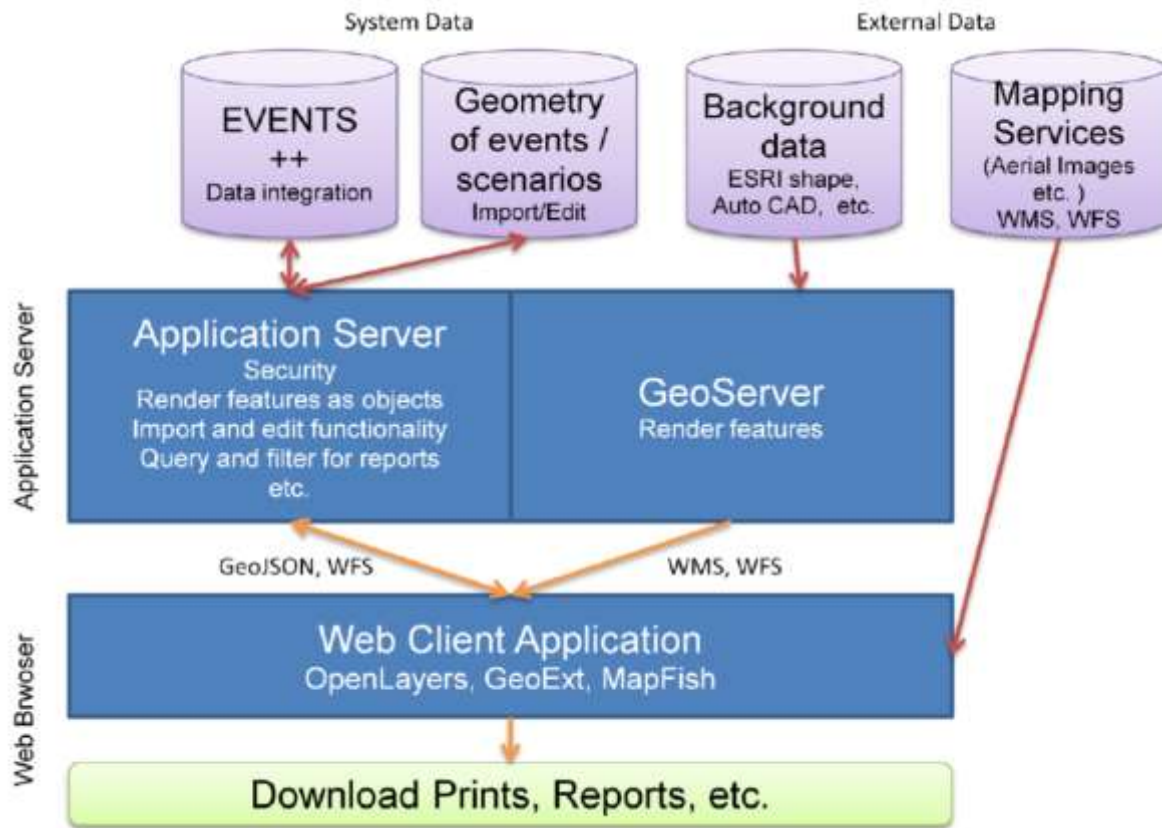 System Data
External Data
EVENTS
++
Data integration
Geometry
of events /
scenarios
Import/Edit
Background
data
ESRI shape,
Auto CAD, etc.
Mapping
Services
(Aerial Images
etc. )
WMS, WFS
Application Server
Application Server
Security
Render features as objects
Import and edit functionality
Query and filter for reports
etc.
GeoServer
Render features
GeoJSON, WFS
WMS, WFS
Web Brwoser
Web Client Application
OpenLayers, GeoExt, MapFish
Download Prints, Reports, etc.